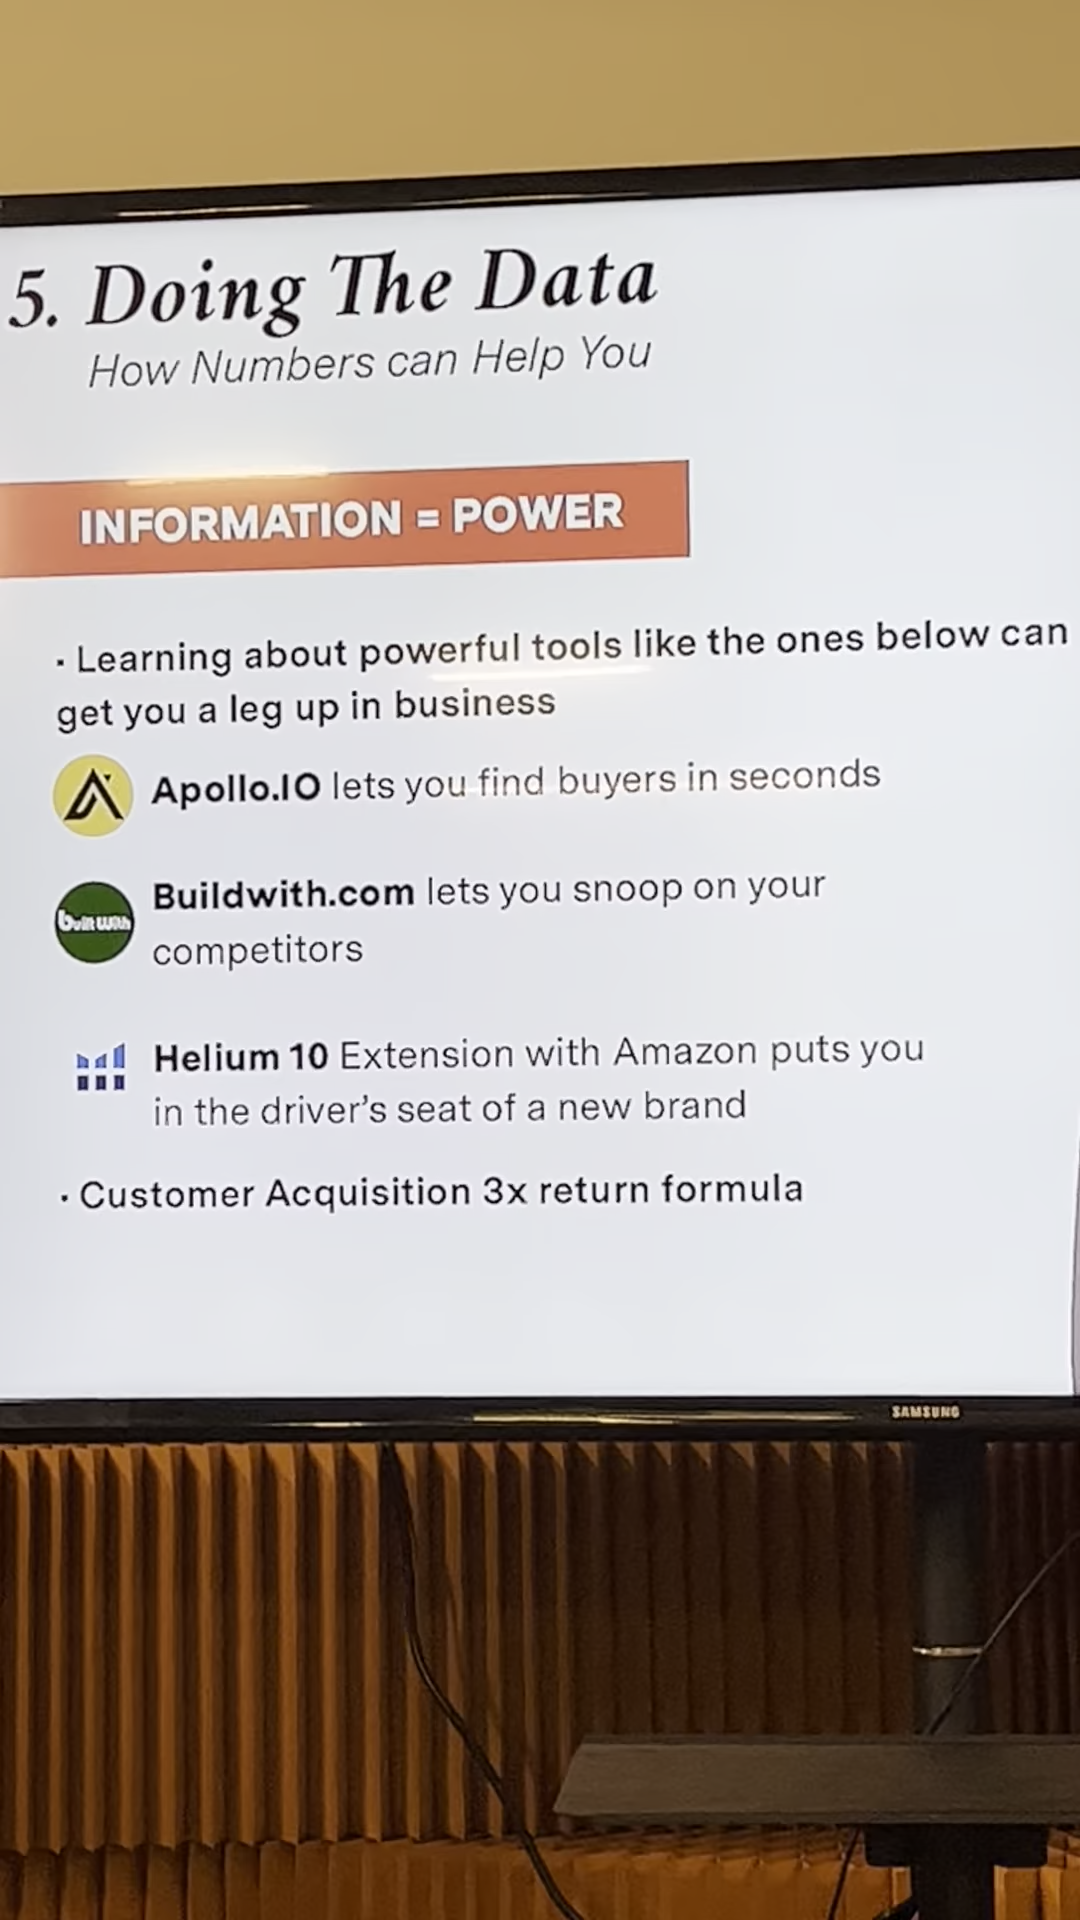 5. Doing The Data
How Numbers can Help You
INFORMATION = POWER
· Learning about powerful tools like the ones below can
get you a leg up in business
Apollo.IO lets you find buyers in seconds
built with
Buildwith.com lets you snoop on your
competitors
Helium 10 Extension with Amazon puts you
in the driver’s seat of a new brand
· Customer Acquisition 3x return formula
SAMSUNG